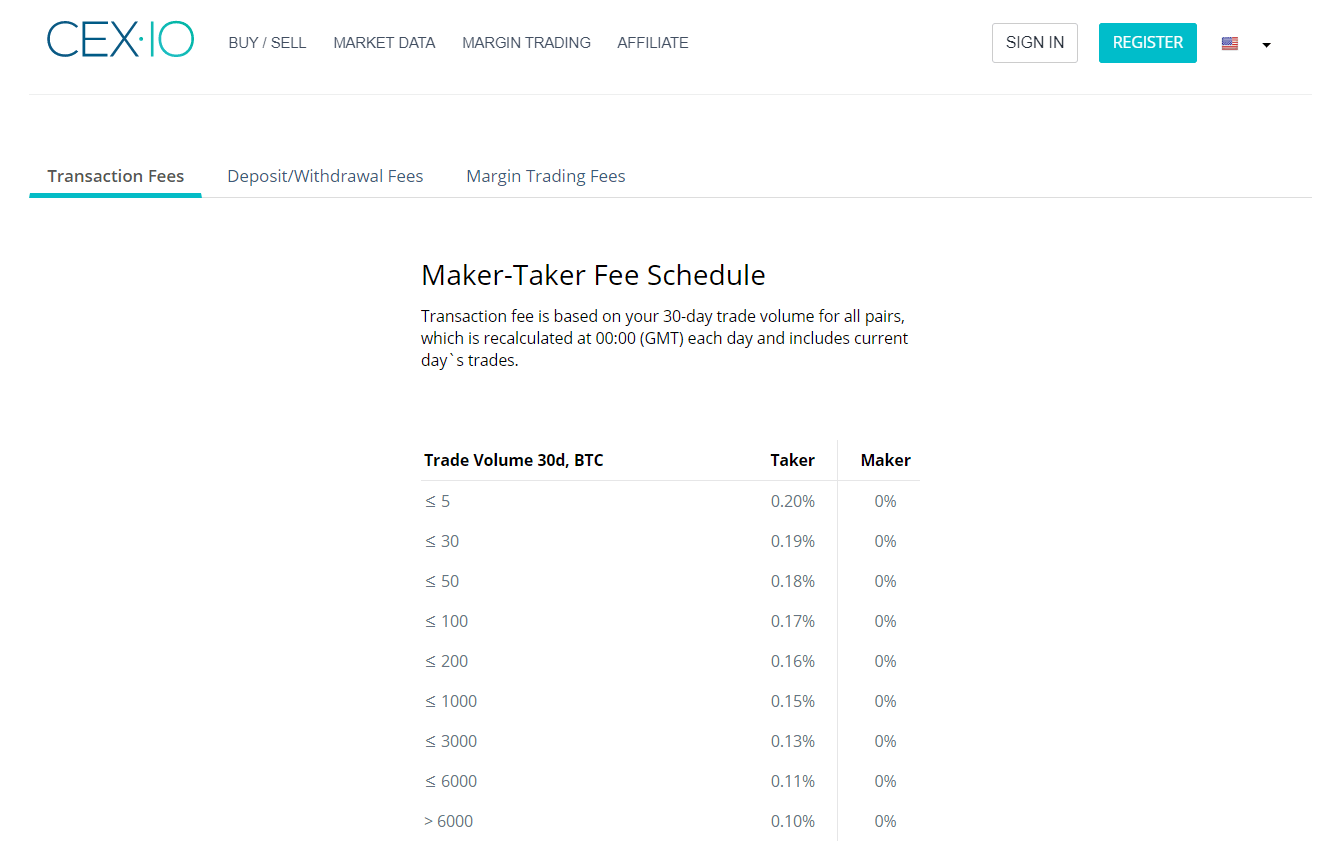 CEX·IO BUY / SELL MARKET DATA MARGIN TRADING AFFILIATE SIGN IN REGISTER
Transaction Fees Deposit/Withdrawal Fees Margin Trading Fees
Maker-Taker Fee Schedule
Transaction fee is based on your 30-day trade volume for all pairs,
which is recalculated at 00:00 (GMT) each day and includes current
day`s trades.
Trade Volume 30d, BTC Taker Maker
≤ 5 0.20% 0%
≤ 30 0.19% 0%
≤ 50 0.18% 0%
≤ 100 0.17% 0%
≤ 200 0.16% 0%
≤ 1000 0.15% 0%
≤ 3000 0.13% 0%
≤ 6000 0.11% 0%
> 6000 0.10% 0%